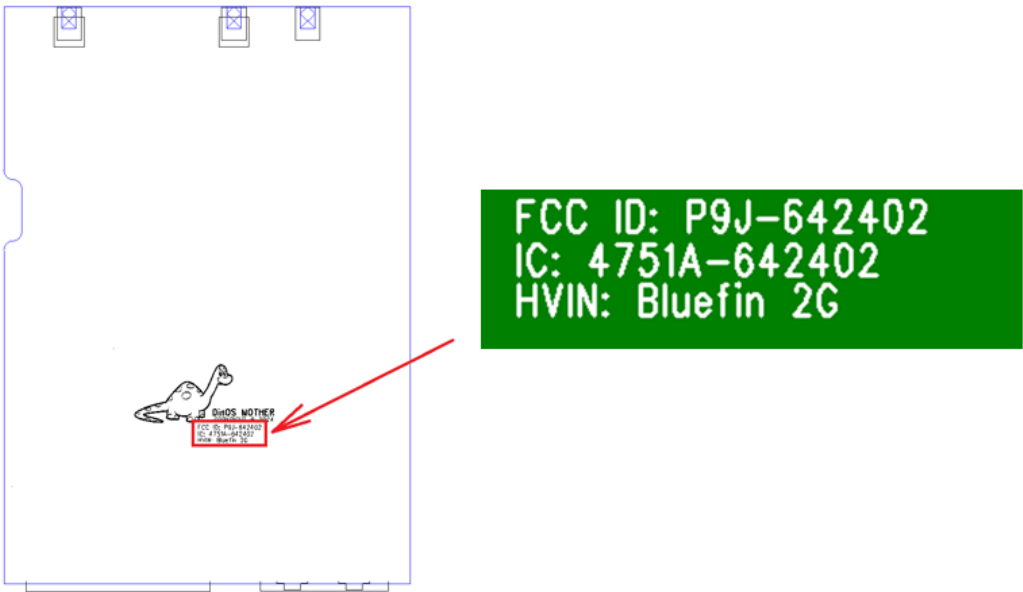 DinOS MOTHER
FCC ID: P9J-642402
IC: 4751A-642402
HVIN: Bluefin 2G
FCC ID: P9J-642402
IC: 4751A-642402
HVIN: Bluefin 2G